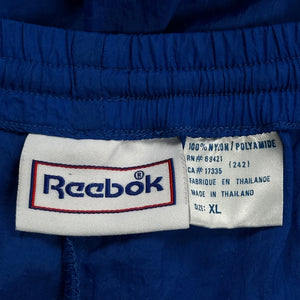 Reebok®
100% NYLON / POLYAMIDE
RN# 69421 (242)
CA# 17335
FABRIQUE EN THAILANDE
MADE IN THAILAND
SIZE: XL